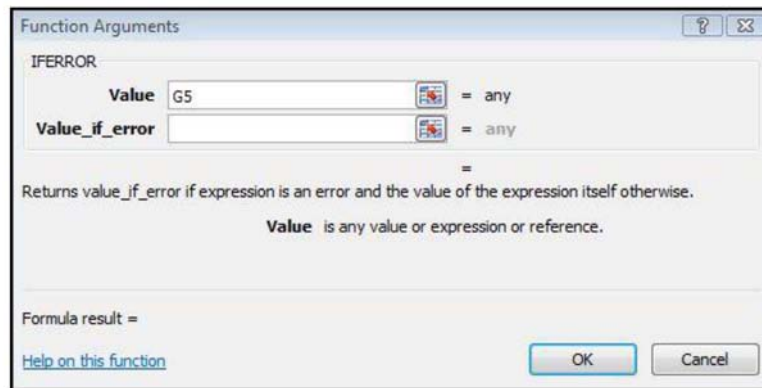 Function Arguments
IFERROR
Value G5 = any
Value_if_error = any
=
Returns value_if_error if expression is an error and the value of the expression itself otherwise.
Value is any value or expression or reference.
Formula result =
Help on this function
OK Cancel